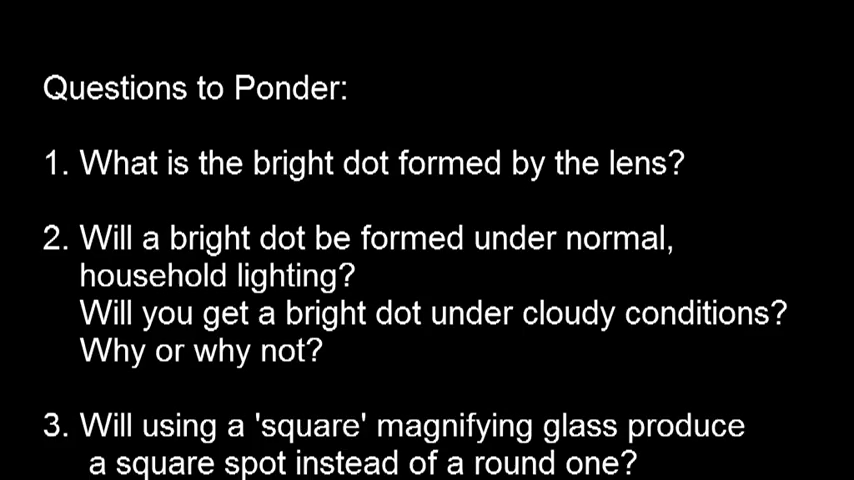 Questions to Ponder:
1. What is the bright dot formed by the lens?
2. Will a bright dot be formed under normal,
household lighting?
Will you get a bright dot under cloudy conditions?
Why or why not?
3. Will using a 'square' magnifying glass produce
a square spot instead of a round one?